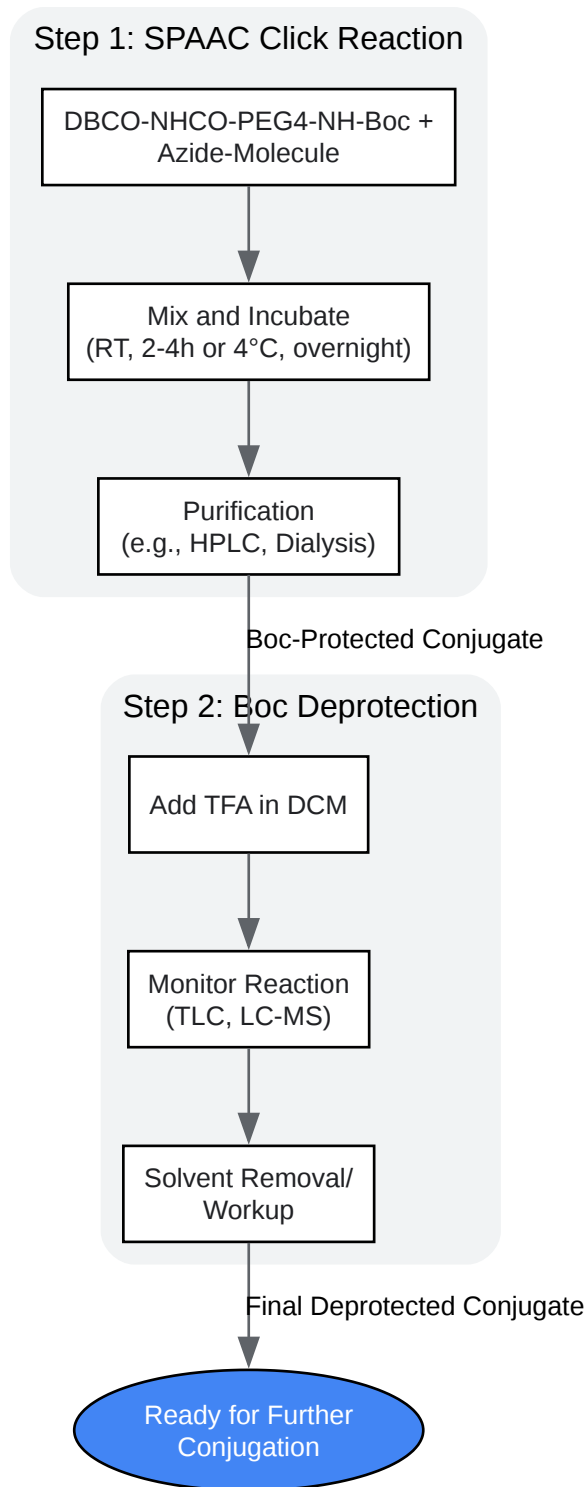 Step 1: SPAAC Click Reaction
DBCO-NHCO-PEG4-NH-Boc +
Azide-Molecule
Mix and Incubate
(RT, 2-4h or 4°C, overnight)
Purification
(e.g., HPLC, Dialysis)
Boc-Protected Conjugate
Step 2: Boc Deprotection
Add TFA in DCM
Monitor Reaction
(TLC, LC-MS)
Solvent Removal/
Workup
Final Deprotected Conjugate
Ready for Further
Conjugation